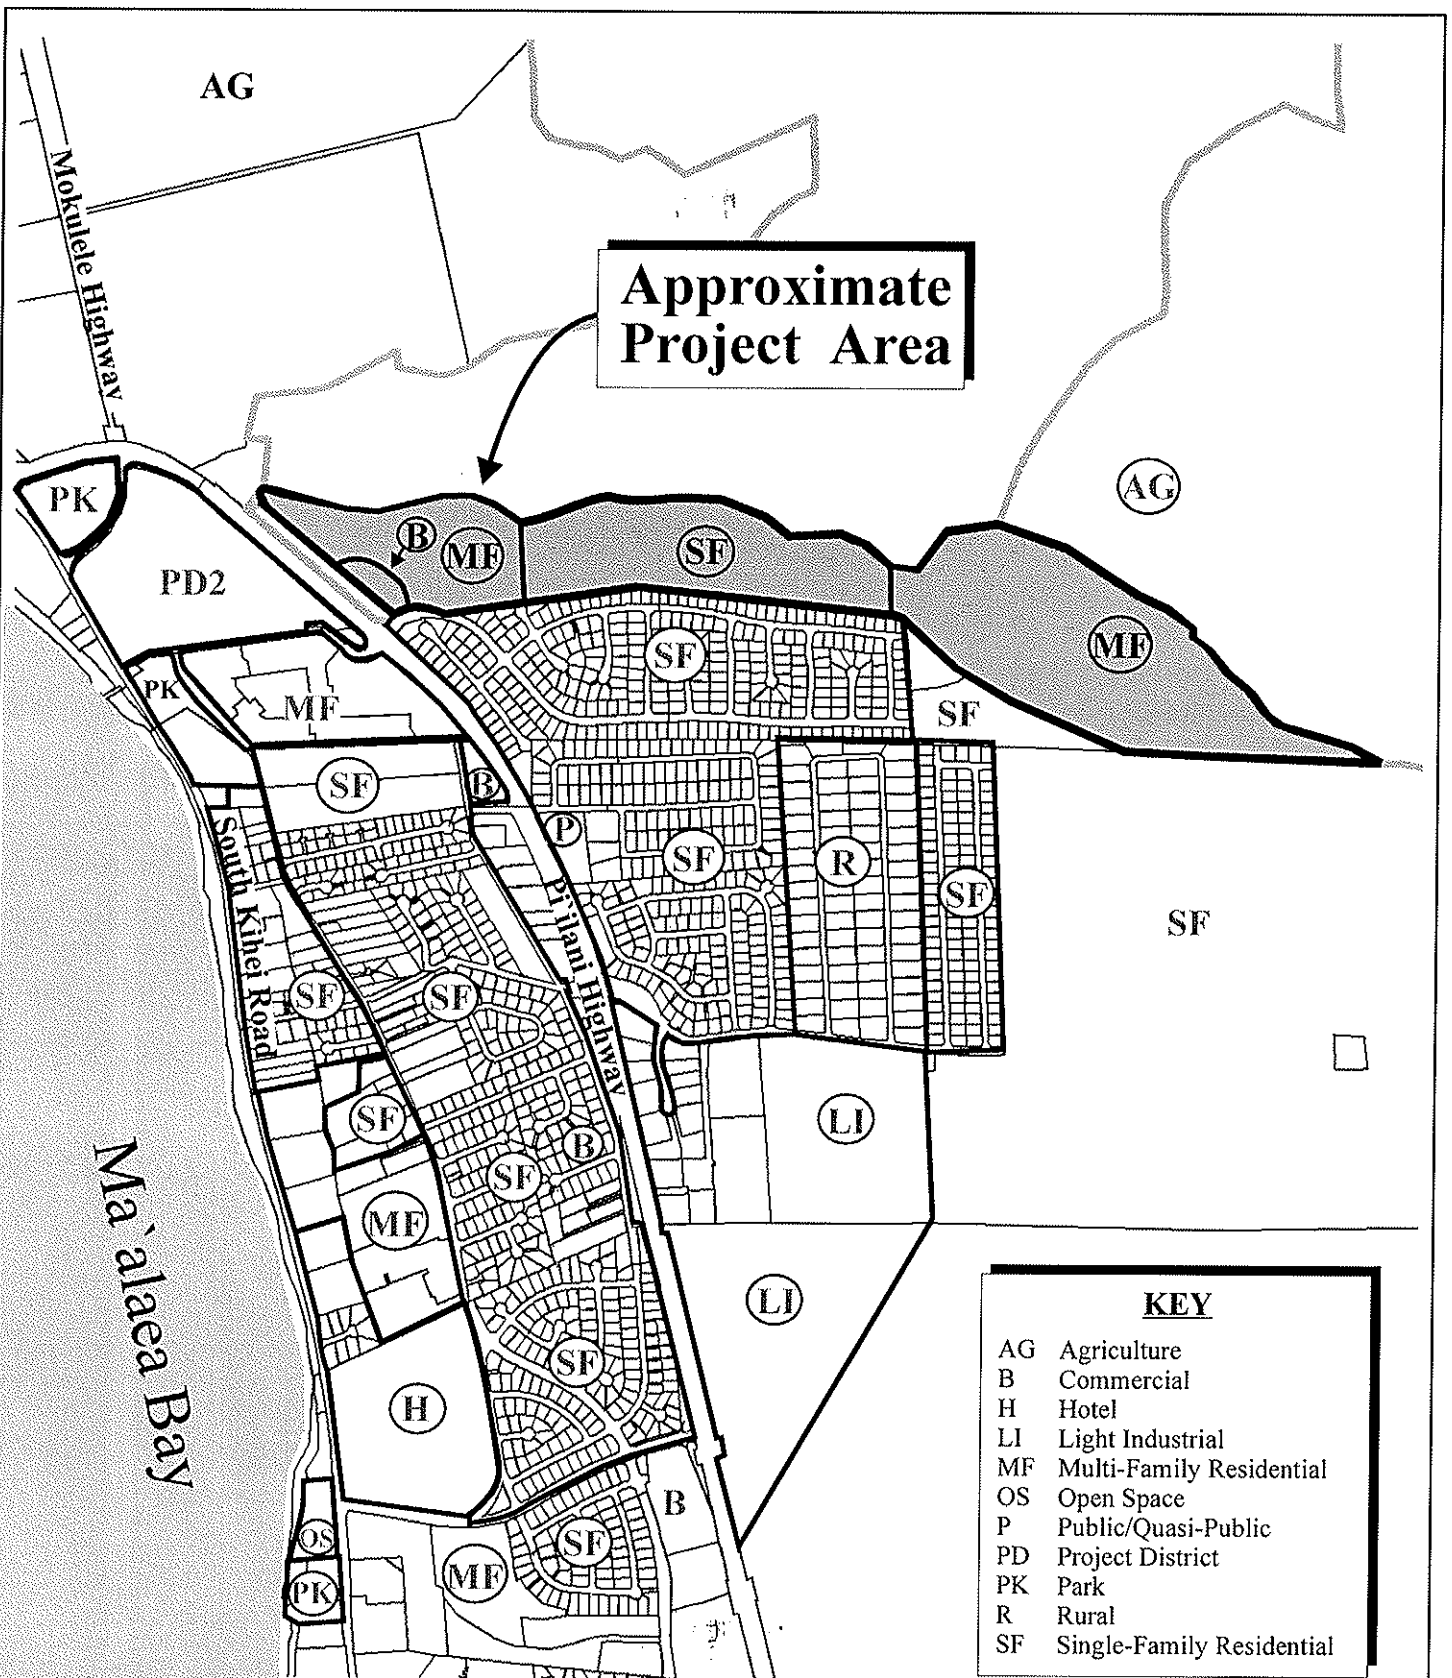 AG
Mokulele Highway
Approximate
Project Area
PK
AG
B
MF
SF
PD2
MF
SF
PK
MF
SF
SF
B
P
SF
R
SF
SF
South Kihei Road
Pi`ilani Highway
SF
SF
SF
LI
B
SF
MF
LI
Ma`alaea Bay
SF
H
B
OS
SF
MF
PK
KEY
AG Agriculture
B Commercial
H Hotel
LI Light Industrial
MF Multi-Family Residential
OS Open Space
P Public/Quasi-Public
PD Project District
PK Park
R Rural
SF Single-Family Residential